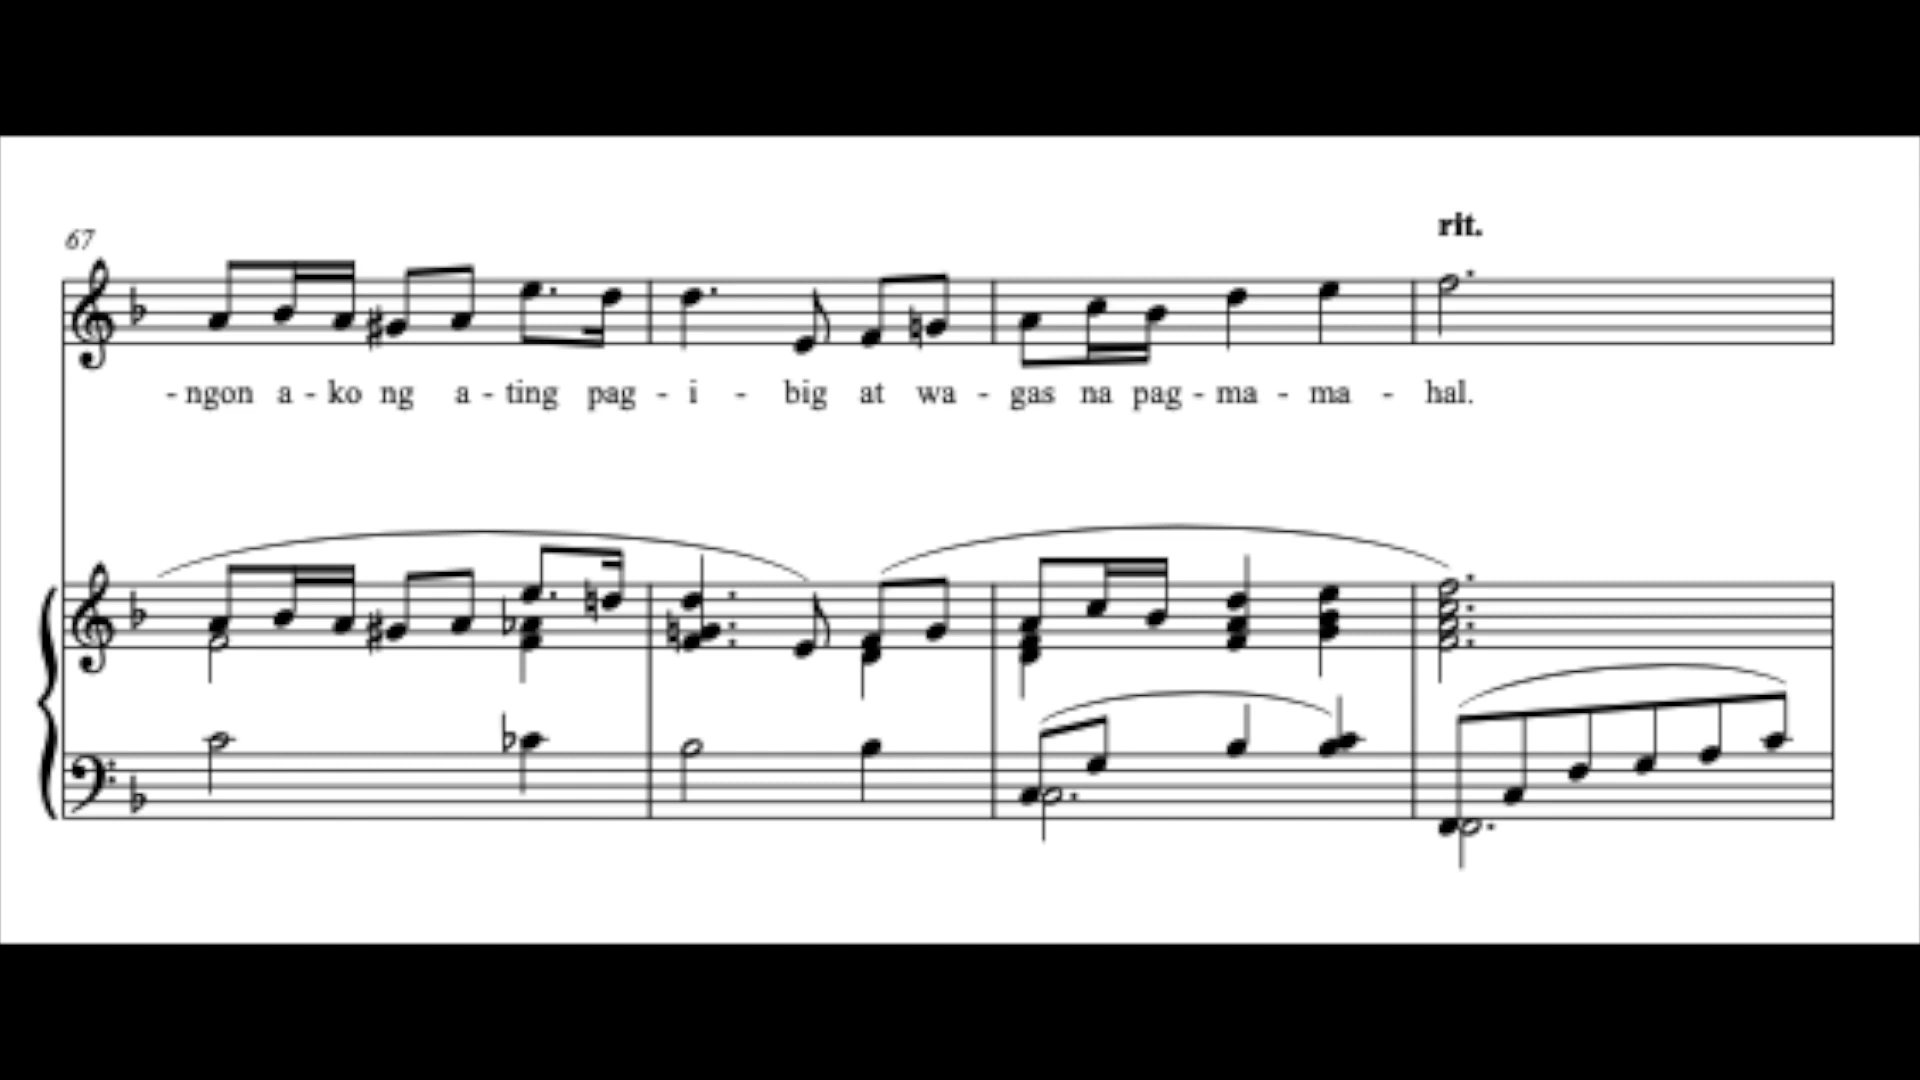 67
rit.
- ngon a - ko ng a - ting pag - i - big at wa - gas na pag - ma - ma - hal.